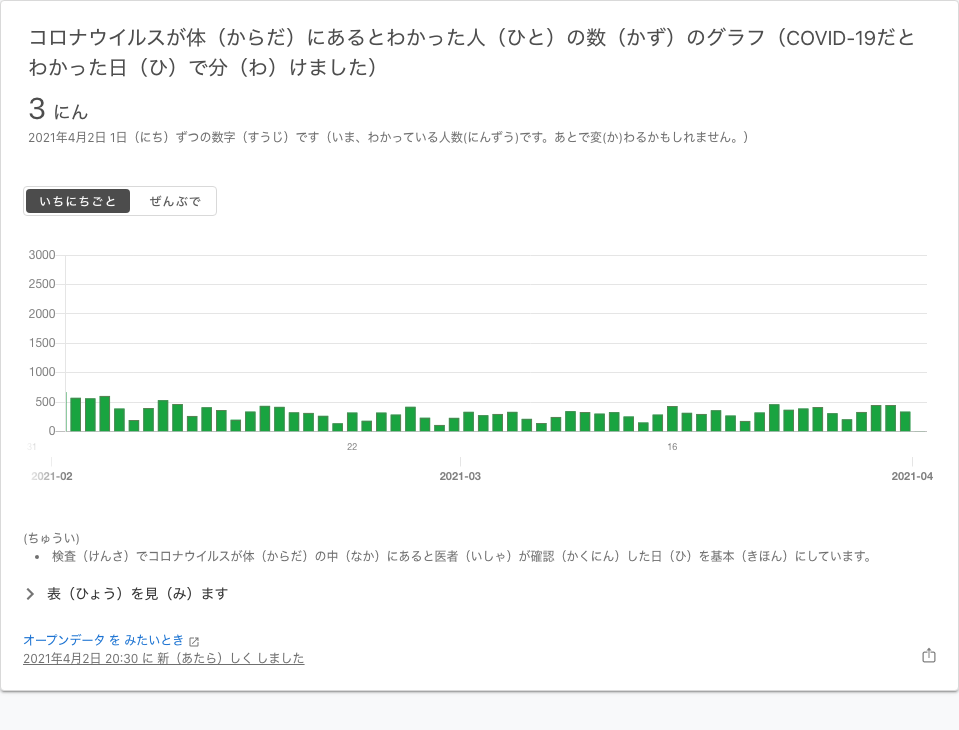 コロナウイルスが体（からだ）にあるとわかった人（ひと）の数（かず）のグラフ（COVID-19だと
わかった日（ひ）で分（わ）けました）
3 にん
2021年4月2日 1日（にち）ずつの数字（すうじ）です（いま、わかっている人数(にんずう)です。あとで変(か)わるかもしれません。）
いちにちごと ぜんぶで
3000
2500
2000
1500
1000
500
0
31 22 16
2021-02 2021-03 2021-04
(ちゅうい)
• 検査（けんさ）でコロナウイルスが体（からだ）の中（なか）にあると医者（いしゃ）が確認（かくにん）した日（ひ）を基本（きほん）にしています。
表（ひょう）を見（み）ます
オープンデータ を みたいとき
2021年4月2日 20:30 に 新（あたら）しく しました